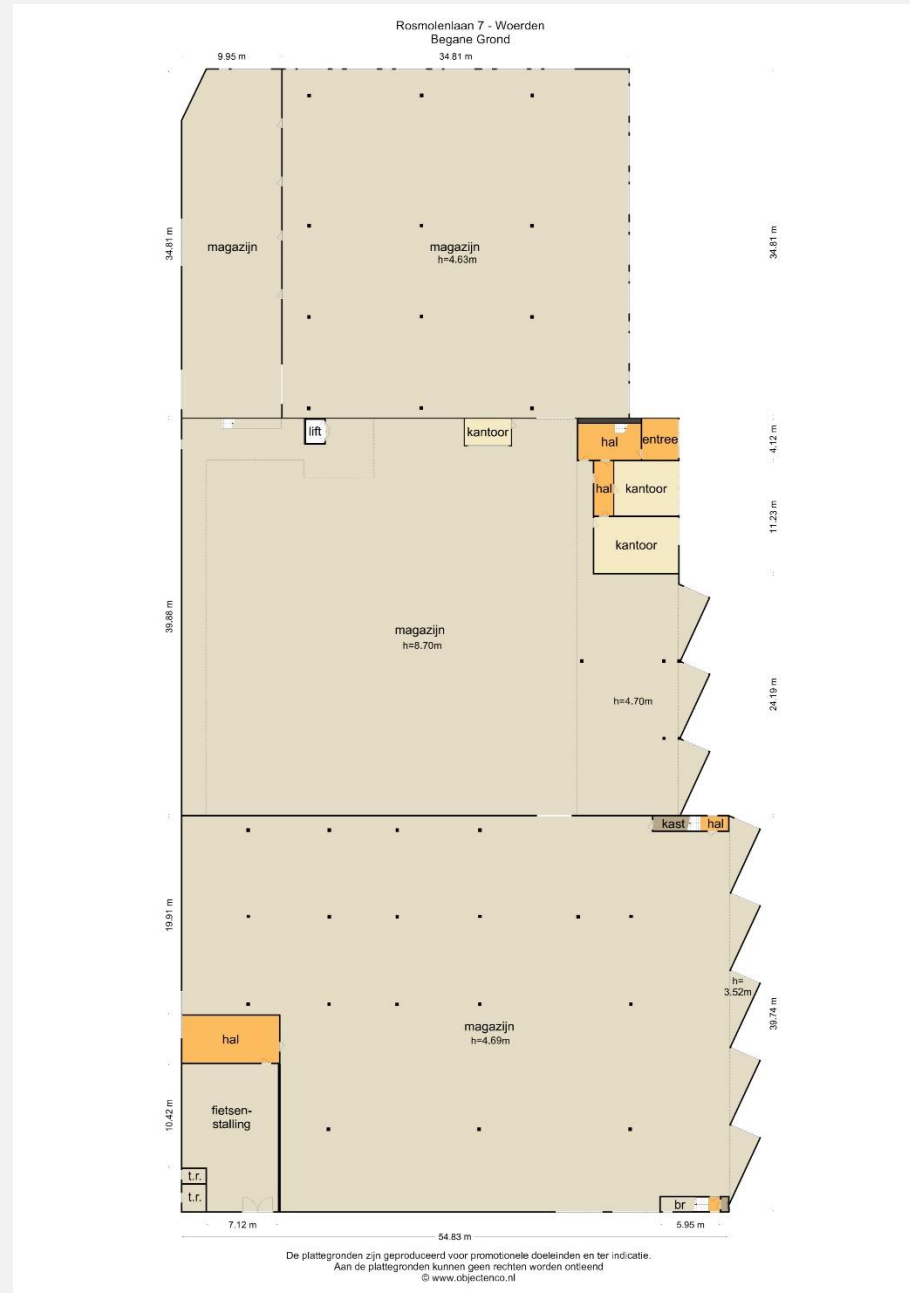 Rosmolenlaan 7 - Woerden
Begane Grond
9.95 m
34.81 m
34.81 m
34.81 m
magazijn
magazijn
h=4.63m
lift
kantoor
hal
entree
4.12 m
hal
kantoor
11.23 m
kantoor
39.88 m
magazijn
h=8.70m
h=4.70m
24.19 m
kast
hal
19.91 m
h=
3.52m
39.74 m
magazijn
h=4.69m
hal
fietsen-
stalling
10.42 m
t.r.
t.r.
br
7.12 m
5.95 m
54.83 m
De plattegronden zijn geproduceerd voor promotionele doeleinden en ter indicatie.
Aan de plattegronden kunnen geen rechten worden ontleend
© www.objectenco.nl